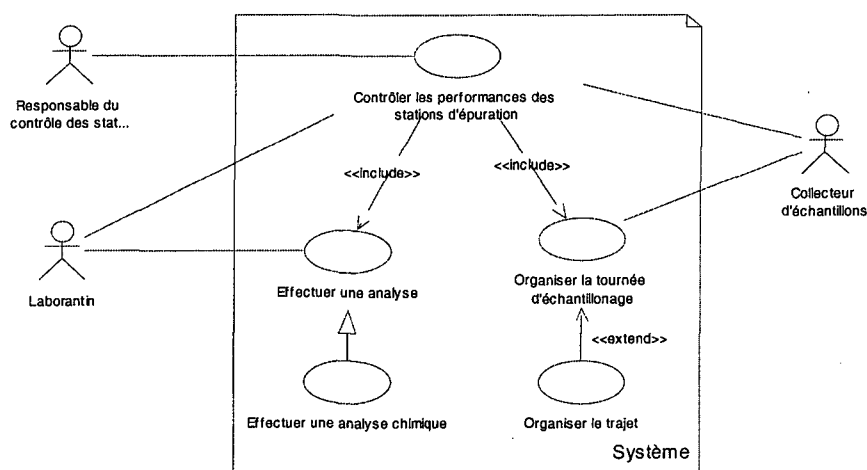 Responsable du
contrôle des stat...
Contrôler les performances des
stations d'épuration
<<include>>
<<include>>
Collecteur
d'échantillons
Laborantin
Effectuer une analyse
Organiser la tournée
d'échantillonage
<<extend>>
Effectuer une analyse chimique
Organiser le trajet
Système